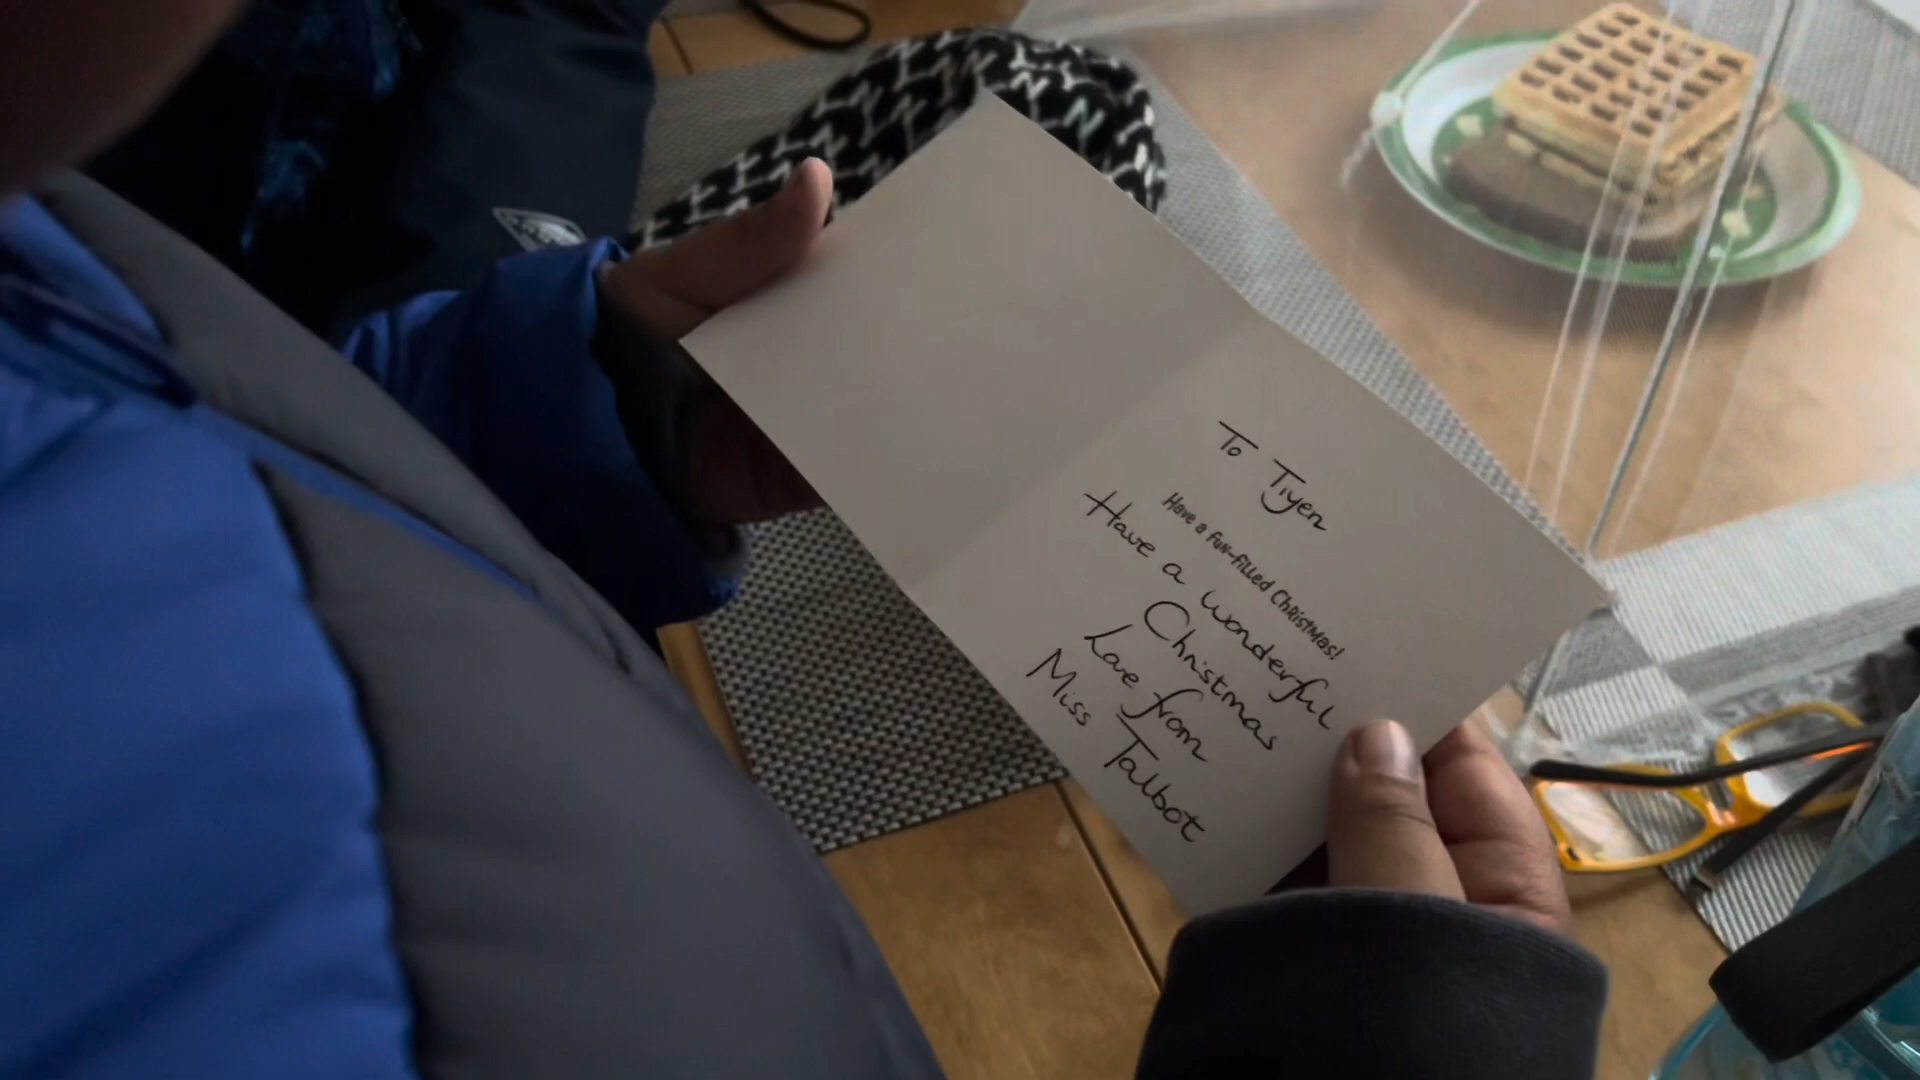 To Tiyen
Have a fun-filled Christmas!
Have a wonderful
Christmas
Love from
Miss Talbot